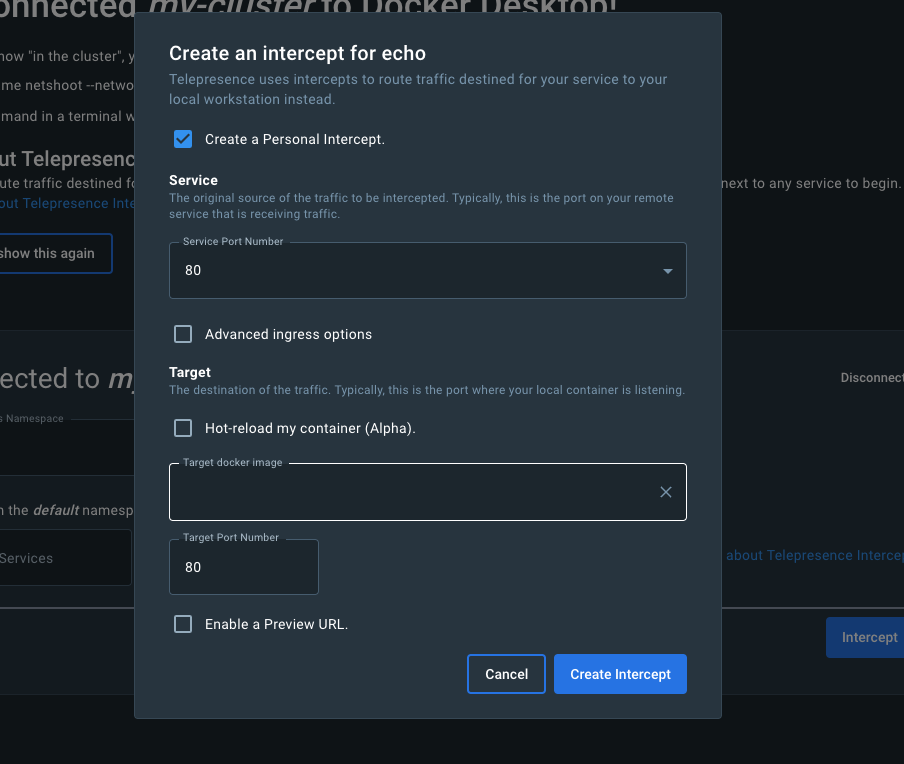 onnected my-cluster to Docker Desktop!
now "in the cluster", y
me netshoot --netwo
mand in a terminal w
ut Telepresenc
ute traffic destined fo
next to any service to begin.
out Telepresence Inte
show this again
ected to my
Disconnect
s Namespace
n the default namesp
Services
about Telepresence Intercep
Intercept
Create an intercept for echo
Telepresence uses intercepts to route traffic destined for your service to your
local workstation instead.
Create a Personal Intercept.
Service
The original source of the traffic to be intercepted. Typically, this is the port on your remote
service that is receiving traffic.
Service Port Number
80
Advanced ingress options
Target
The destination of the traffic. Typically, this is the port where your local container is listening.
Hot-reload my container (Alpha).
Target docker image
Target Port Number
80
Enable a Preview URL.
Cancel
Create Intercept